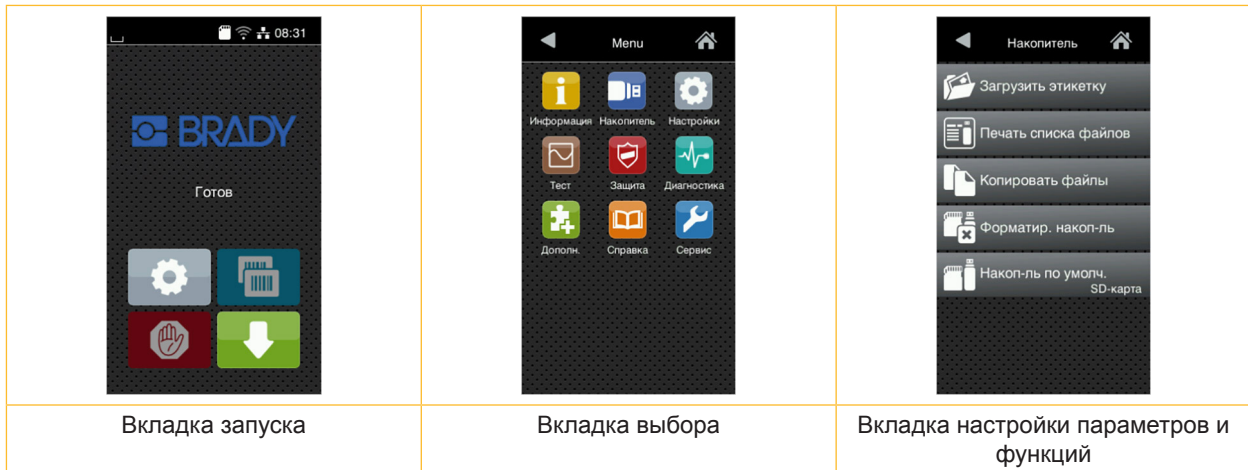 08:31
BRADY
Готов
Вкладка запуска
Menu
Информация Накопитель Настройки
Тест Защита Диагностика
Дополн. Справка Сервис
Вкладка выбора
Накопитель
Загрузить этикетку
Печать списка файлов
Копировать файлы
Форматир. накоп-ль
Накоп-ль по умолч.
SD-карта
Вкладка настройки параметров и
функций